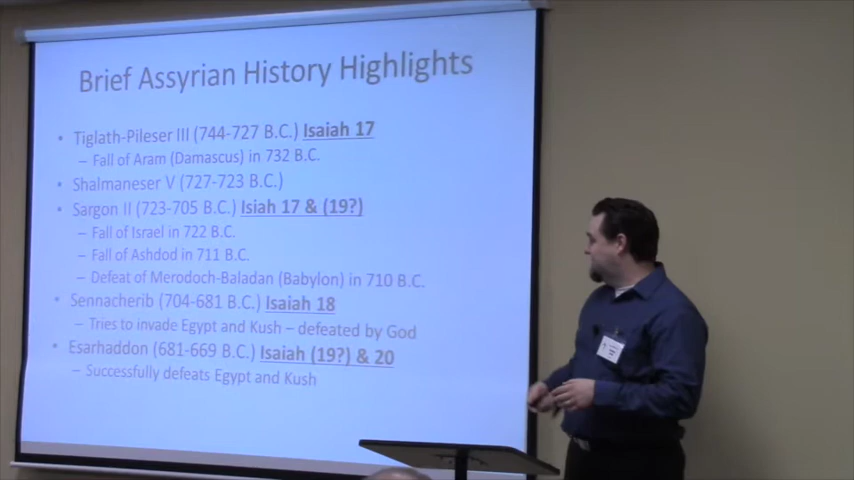 Brief Assyrian History Highlights
• Tiglath-Pileser III (744-727 B.C.) Isaiah 17
– Fall of Aram (Damascus) in 732 B.C.
• Shalmaneser V (727-723 B.C.)
• Sargon II (723-705 B.C.) Isiah 17 & (19?)
– Fall of Israel in 722 B.C.
– Fall of Ashdod in 711 B.C.
– Defeat of Merodoch-Baladan (Babylon) in 710 B.C.
• Sennacherib (704-681 B.C.) Isaiah 18
– Tries to invade Egypt and Kush – defeated by God
• Esarhaddon (681-669 B.C.) Isaiah (19?) & 20
– Successfully defeats Egypt and Kush